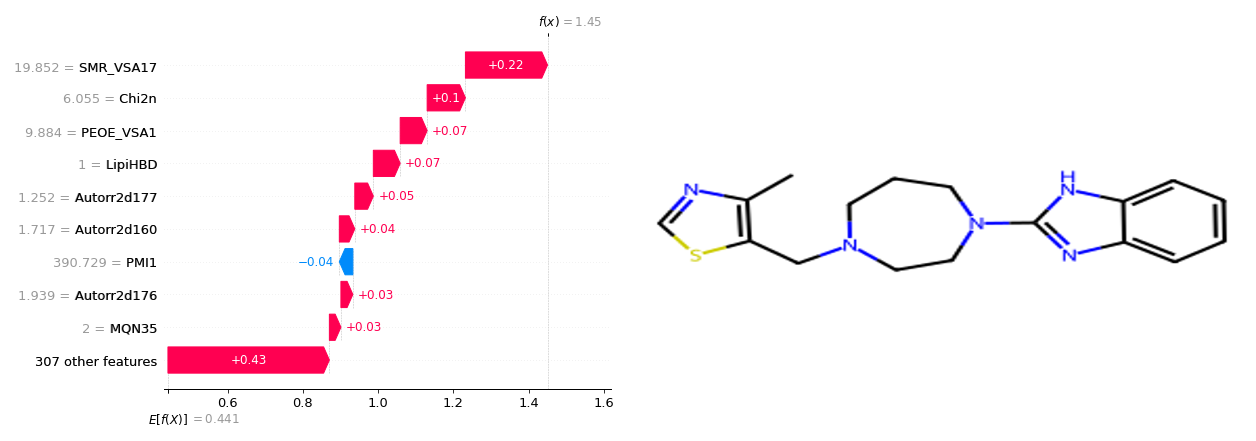 f(x) = 1.45
19.852 = SMR_VSA17
+0.22
6.055 = Chi2n
+0.1
9.884 = PEOE_VSA1
+0.07
1 = LipiHBD
+0.07
1.252 = Autorr2d177
+0.05
1.717 = Autorr2d160
+0.04
390.729 = PMI1
−0.04
1.939 = Autorr2d176
+0.03
2 = MQN35
+0.03
307 other features
+0.43
0.6 0.8 1.0 1.2 1.4 1.6
E[f(X)] = 0.441
H
N
N
N
N
N
S